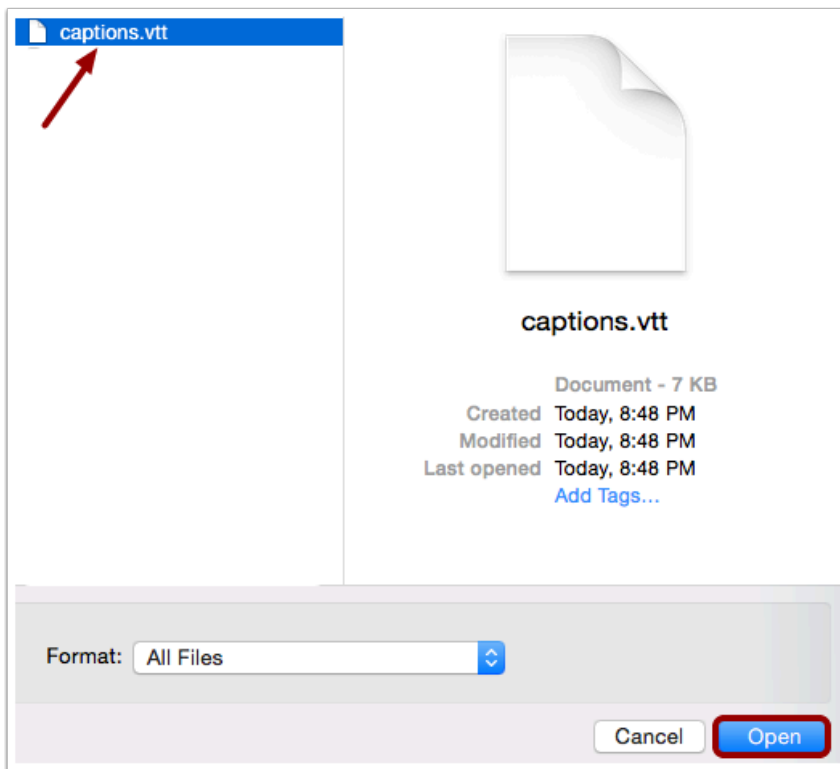 captions.vtt
captions.vtt
Document - 7 KB
Created Today, 8:48 PM
Modified Today, 8:48 PM
Last opened Today, 8:48 PM
Add Tags...
Format: All Files
Cancel Open